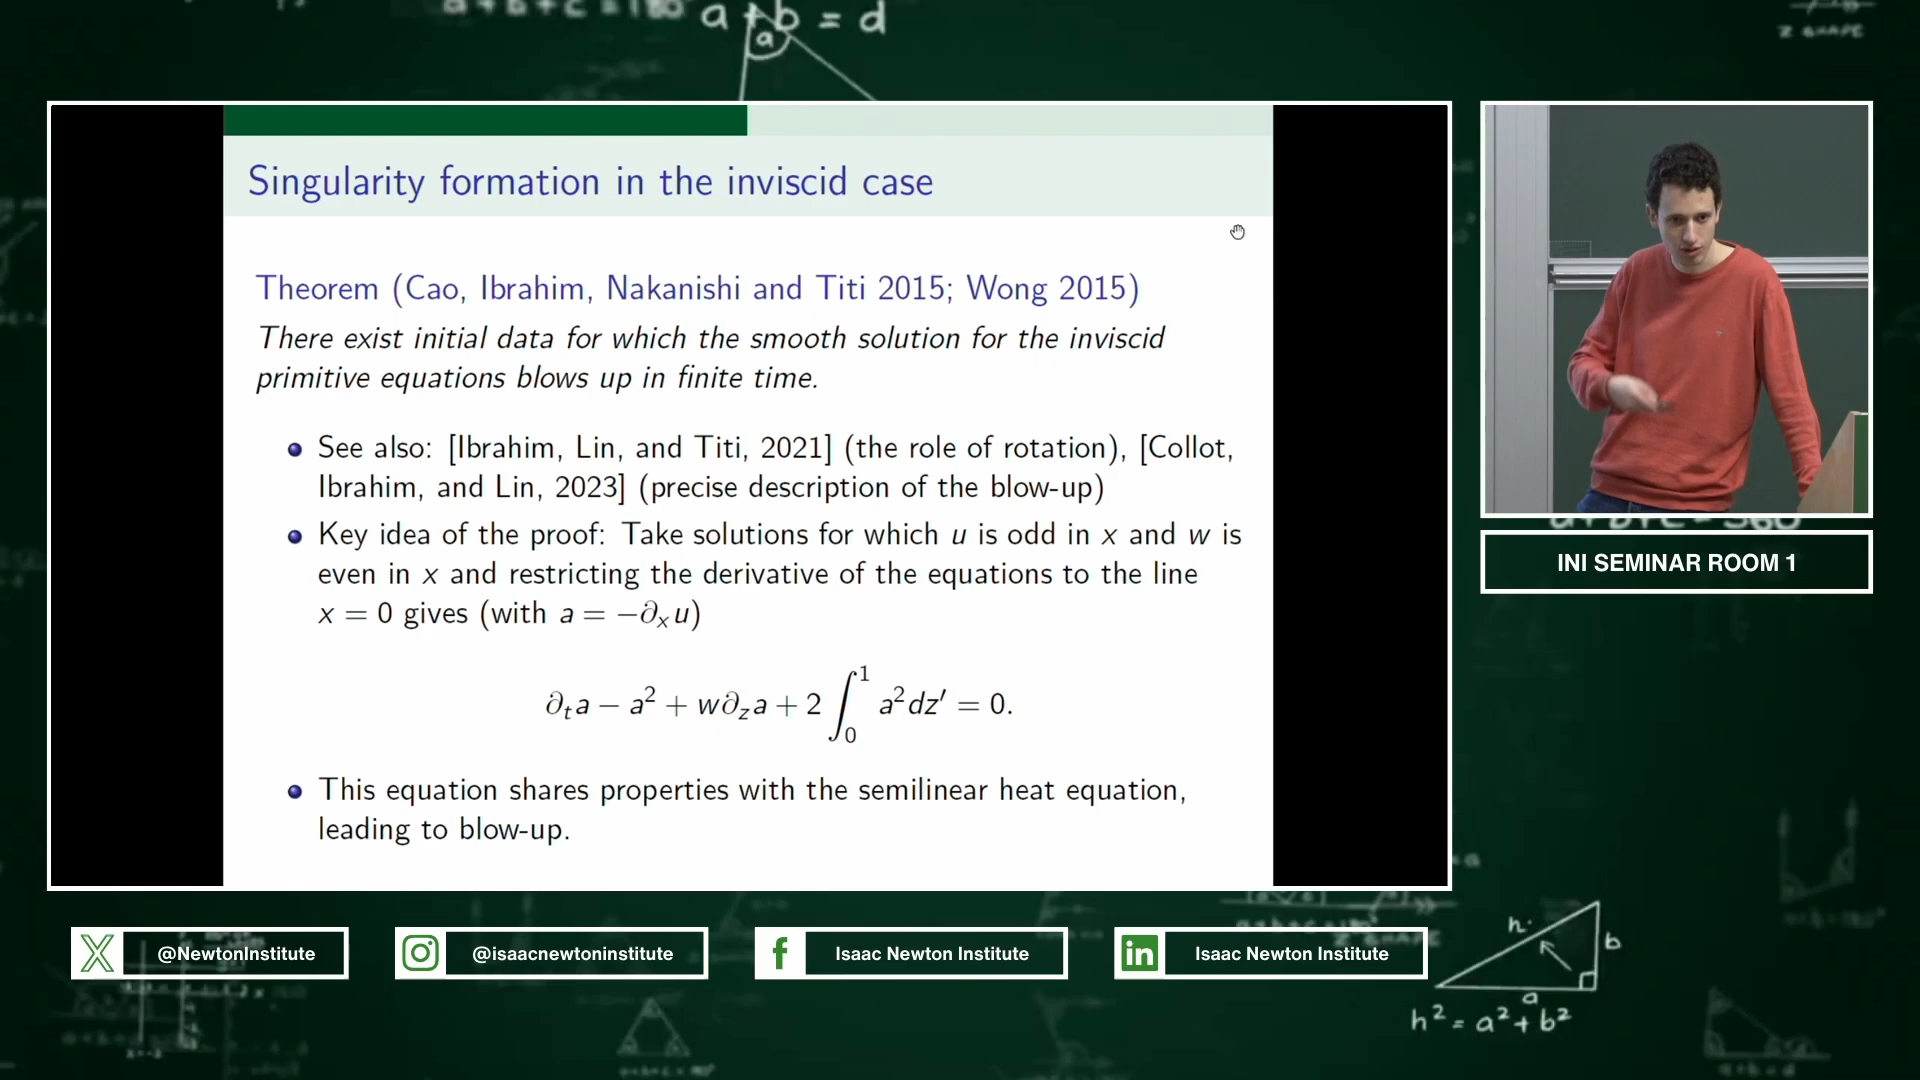 a + b + c = 180
a + b = d
a
Z SHAPE
Singularity formation in the inviscid case
Theorem (Cao, Ibrahim, Nakanishi and Titi 2015; Wong 2015)
There exist initial data for which the smooth solution for the inviscid
primitive equations blows up in finite time.
See also: [Ibrahim, Lin, and Titi, 2021] (the role of rotation), [Collot,
Ibrahim, and Lin, 2023] (precise description of the blow-up)
Key idea of the proof: Take solutions for which u is odd in x and w is
even in x and restricting the derivative of the equations to the line
x = 0 gives (with a = −∂ₓu)
∂ₜa − a² + w∂_z a + 2 ∫₀¹ a² dz′ = 0.
This equation shares properties with the semilinear heat equation,
leading to blow-up.
INI SEMINAR ROOM 1
@NewtonInstitute
@isaacnewtoninstitute
f
Isaac Newton Institute
in
Isaac Newton Institute
h
b
a
h² = a² + b²